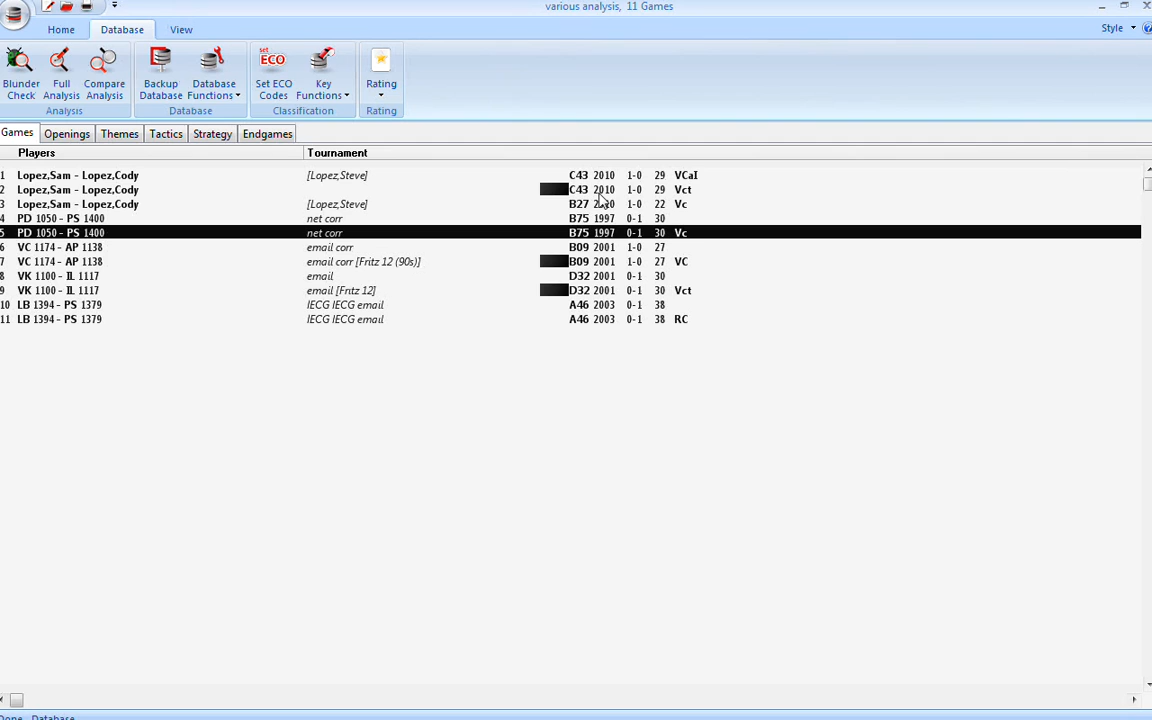 various analysis, 11 Games
Home Database View Style
Blunder Check Full Analysis Compare Analysis Backup Database Database Functions Set ECO Codes Key Functions Rating
set ECO
Analysis Database Classification Rating
Games Openings Themes Tactics Strategy Endgames
Players Tournament
1 Lopez,Sam - Lopez,Cody [Lopez,Steve] C43 2010 1-0 29 VCaI
2 Lopez,Sam - Lopez,Cody C43 2010 1-0 29 Vct
3 Lopez,Sam - Lopez,Cody [Lopez,Steve] B27 1-0 22 Vc
4 PD 1050 - PS 1400 net corr B75 1997 0-1 30
5 PD 1050 - PS 1400 net corr B75 1997 0-1 30 Vc
6 VC 1174 - AP 1138 email corr B09 2001 1-0 27
7 VC 1174 - AP 1138 email corr [Fritz 12 (90s)] B09 2001 1-0 27 VC
8 VK 1100 - IL 1117 email D32 2001 0-1 30
9 VK 1100 - IL 1117 email [Fritz 12] D32 2001 0-1 30 Vct
10 LB 1394 - PS 1379 IECG IECG email A46 2003 0-1 38
11 LB 1394 - PS 1379 IECG IECG email A46 2003 0-1 38 RC
Done Database